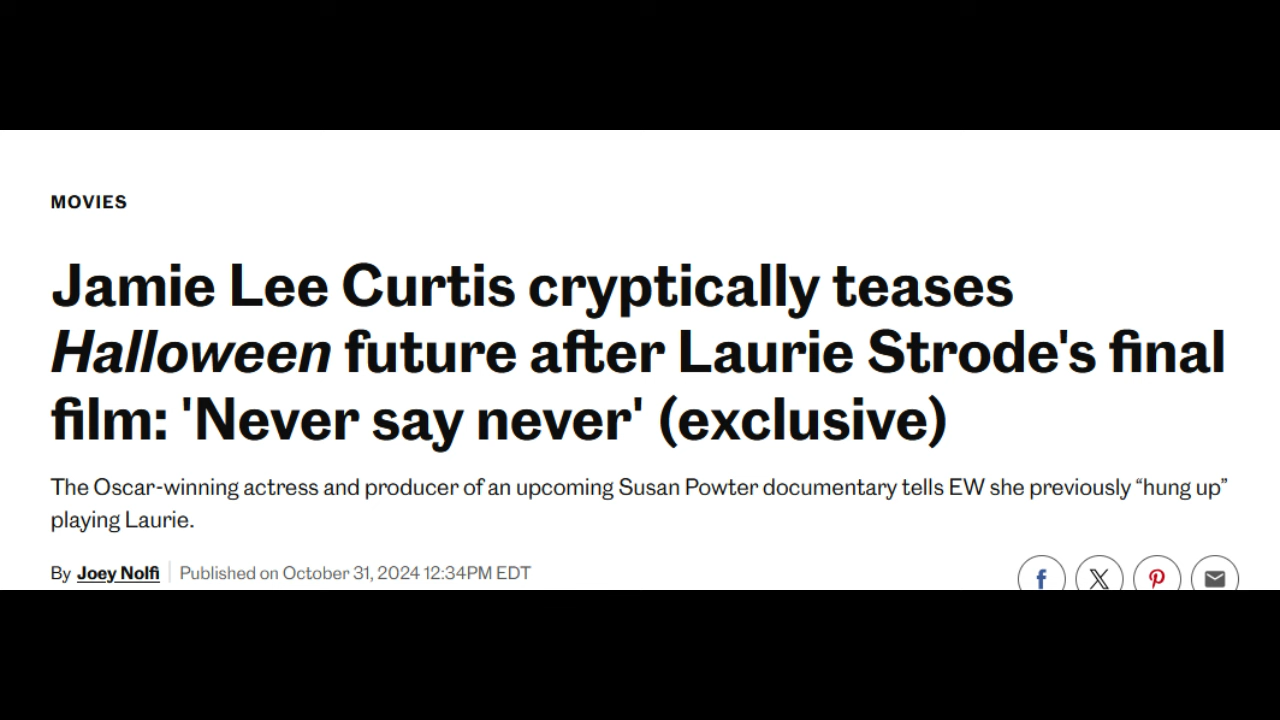 MOVIES
Jamie Lee Curtis cryptically teases
Halloween future after Laurie Strode's final
film: 'Never say never' (exclusive)
The Oscar-winning actress and producer of an upcoming Susan Powter documentary tells EW she previously “hung up”
playing Laurie.
By Joey Nolfi | Published on October 31, 2024 12:34PM EDT